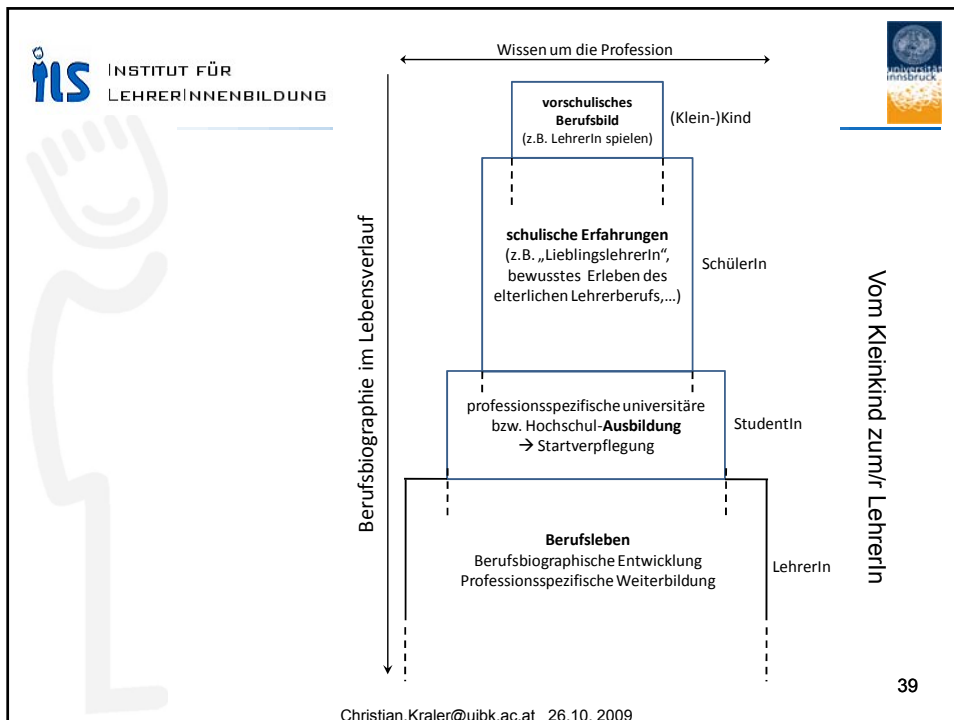 ILS
INSTITUT FÜR
LEHRERINNENBILDUNG
universität
innsbruck
Wissen um die Profession
Berufsbiographie im Lebensverlauf
vorschulisches
Berufsbild
(z.B. LehrerIn spielen)
(Klein-)Kind
schulische Erfahrungen
(z.B. „LieblingslehrerIn“,
bewusstes Erleben des
elterlichen Lehrerberufs,…)
SchülerIn
professionsspezifische universitäre
bzw. Hochschul-Ausbildung
→ Startverpflegung
StudentIn
Berufsleben
Berufsbiographische Entwicklung
Professionsspezifische Weiterbildung
LehrerIn
Vom Kleinkind zum/r LehrerIn
39
Christian.Kraler@uibk.ac.at 26.10. 2009